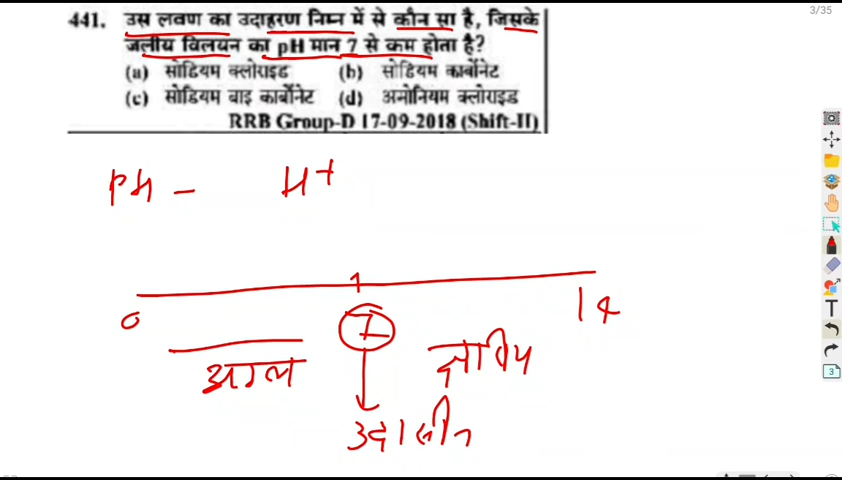 3/35
441. उस लवण का उदाहरण निम्न में से कौन सा है, जिसके
जलीय विलयन का pH मान 7 से कम होता है?
(a) सोडियम क्लोराइड (b) सोडियम कार्बोनेट
(c) सोडियम बाइ कार्बोनेट (d) अमोनियम क्लोराइड
RRB Group-D 17-09-2018 (Shift-II)
PH - H+
0 7 14
अम्ल क्षारिय
उदासीन
T
3